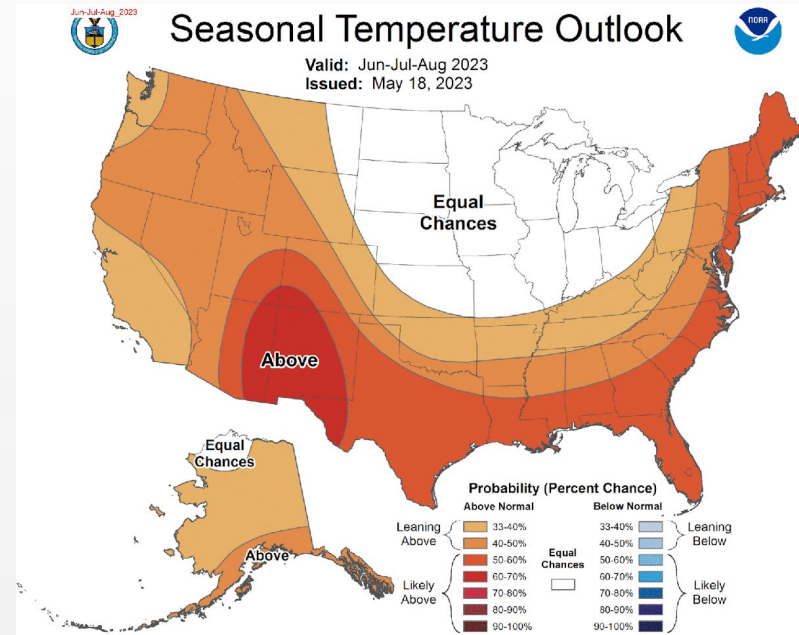 Jun-Jul-Aug_2023
Seasonal Temperature Outlook
NOAA
Valid: Jun-Jul-Aug 2023
Issued: May 18, 2023
Equal
Chances
Above
Equal
Chances
Above
Probability (Percent Chance)
Above Normal
Below Normal
Leaning
Above
33-40%
40-50%
Likely
Above
50-60%
60-70%
70-80%
80-90%
90-100%
Equal
Chances
33-40%
40-50%
Leaning
Below
50-60%
60-70%
70-80%
80-90%
90-100%
Likely
Below